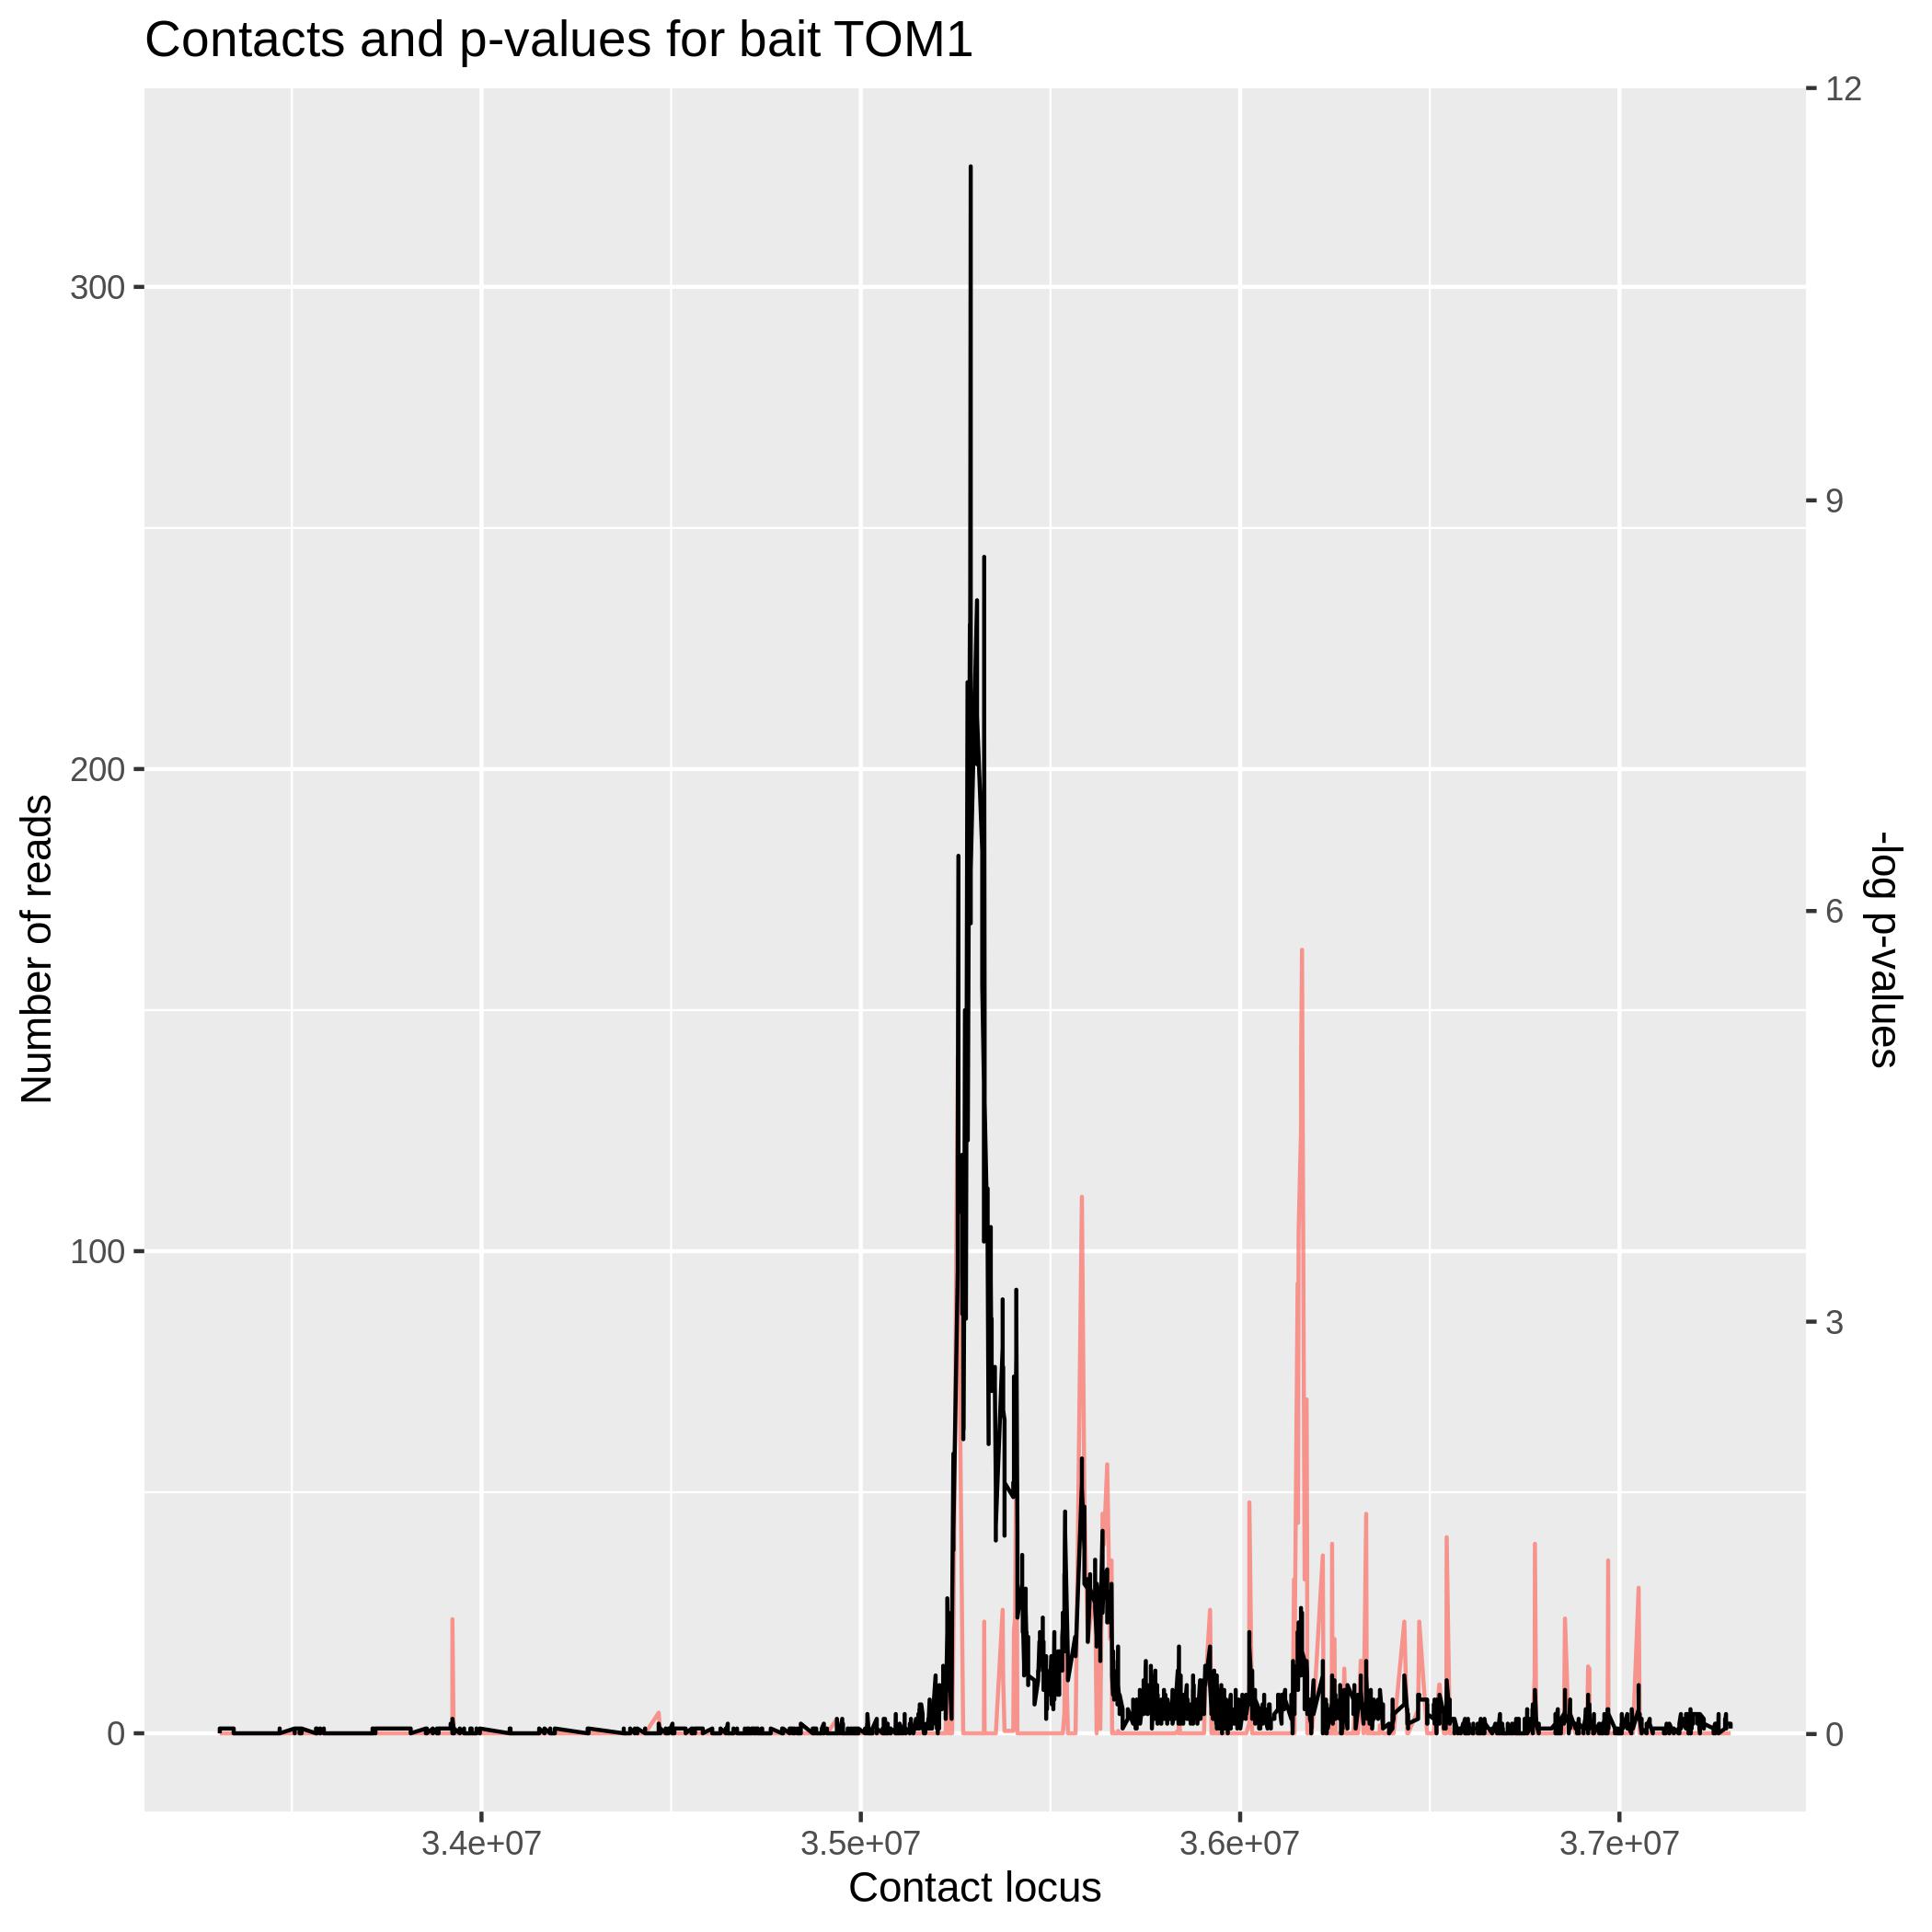 Contacts and p-values for bait TOM1
12
9
6
3
0
300
200
100
0
Number of reads
-log p-values
3.4e+07
3.5e+07
3.6e+07
3.7e+07
Contact locus